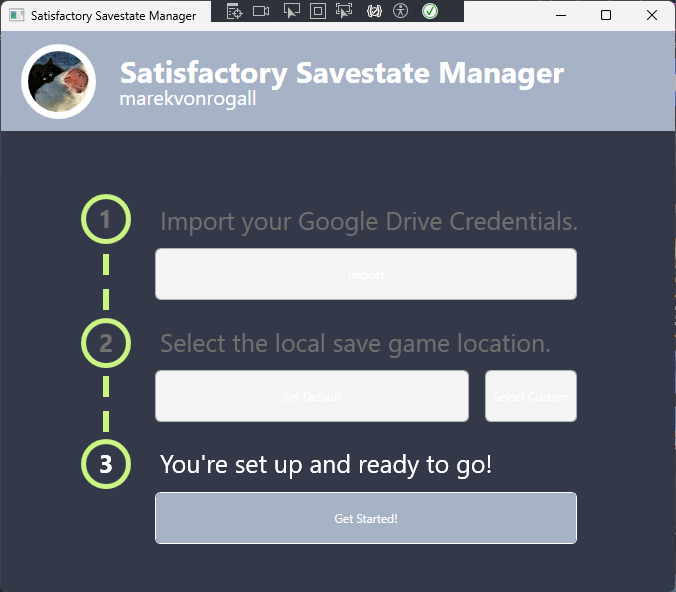 Satisfactory Savestate Manager
Satisfactory Savestate Manager
marekvonrogall
1
Import your Google Drive Credentials.
Import
2
Select the local save game location.
Set Default
Select Custom
3
You're set up and ready to go!
Get Started!